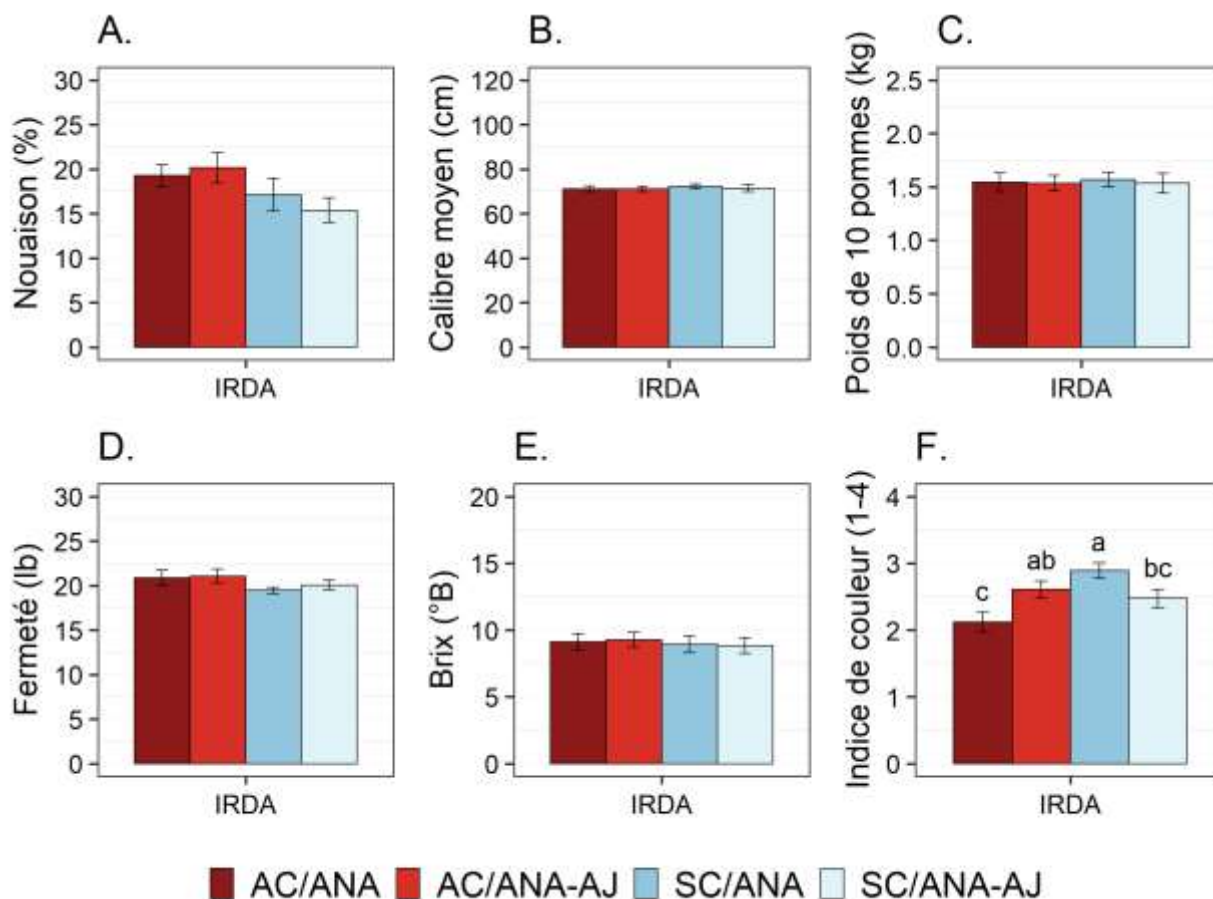 A.
Nouaison (%)
30
25
20
15
10
5
0
IRDA
B.
Calibre moyen (cm)
120
100
80
60
40
20
0
IRDA
C.
Poids de 10 pommes (kg)
2.5
2.0
1.5
1.0
0.5
0.0
IRDA
D.
Fermeté (lb)
30
25
20
15
10
5
0
IRDA
E.
Brix (°B)
20
15
10
5
0
IRDA
F.
Indice de couleur (1-4)
4
3
2
1
0
c
ab
a
bc
IRDA
AC/ANA AC/ANA-AJ SC/ANA SC/ANA-AJ